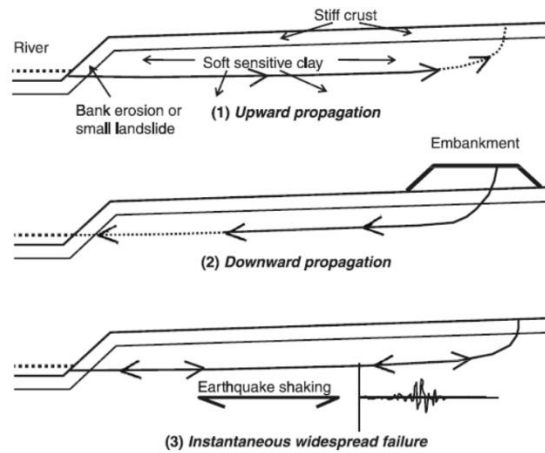 Stiff crust
River
Soft sensitive clay
Bank erosion or
small landslide
(1) Upward propagation
Embankment
(2) Downward propagation
Earthquake shaking
(3) Instantaneous widespread failure